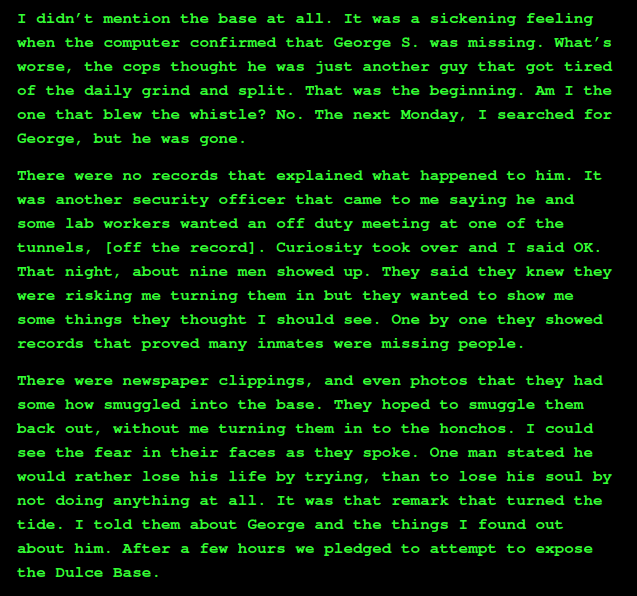 I didn’t mention the base at all. It was a sickening feeling
when the computer confirmed that George S. was missing. What’s
worse, the cops thought he was just another guy that got tired
of the daily grind and split. That was the beginning. Am I the
one that blew the whistle? No. The next Monday, I searched for
George, but he was gone.
There were no records that explained what happened to him. It
was another security officer that came to me saying he and
some lab workers wanted an off duty meeting at one of the
tunnels, [off the record]. Curiosity took over and I said OK.
That night, about nine men showed up. They said they knew they
were risking me turning them in but they wanted to show me
some things they thought I should see. One by one they showed
records that proved many inmates were missing people.
There were newspaper clippings, and even photos that they had
some how smuggled into the base. They hoped to smuggle them
back out, without me turning them in to the honchos. I could
see the fear in their faces as they spoke. One man stated he
would rather lose his life by trying, than to lose his soul by
not doing anything at all. It was that remark that turned the
tide. I told them about George and the things I found out
about him. After a few hours we pledged to attempt to expose
the Dulce Base.